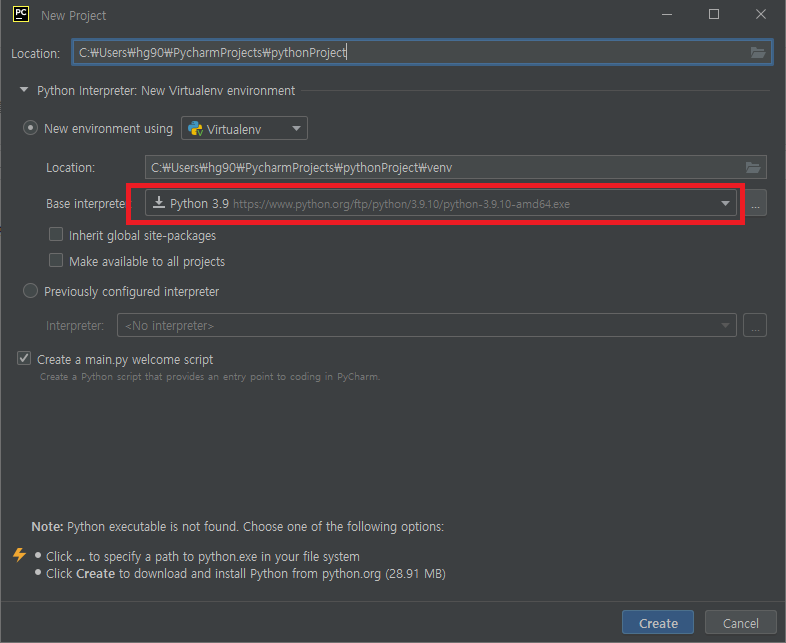 PC New Project
Location: C:₩Users₩hg90₩PycharmProjects₩pythonProject
Python Interpreter: New Virtualenv environment
New environment using Virtualenv
Location: C:₩Users₩hg90₩PycharmProjects₩pythonProject₩venv
Base interprete Python 3.9 https://www.python.org/ftp/python/3.9.10/python-3.9.10-amd64.exe ...
Inherit global site-packages
Make available to all projects
Previously configured interpreter
Interpreter: <No interpreter> ...
Create a main.py welcome script
Create a Python script that provides an entry point to coding in PyCharm.
Note: Python executable is not found. Choose one of the following options:
• Click ... to specify a path to python.exe in your file system
• Click Create to download and install Python from python.org (28.91 MB)
Create Cancel